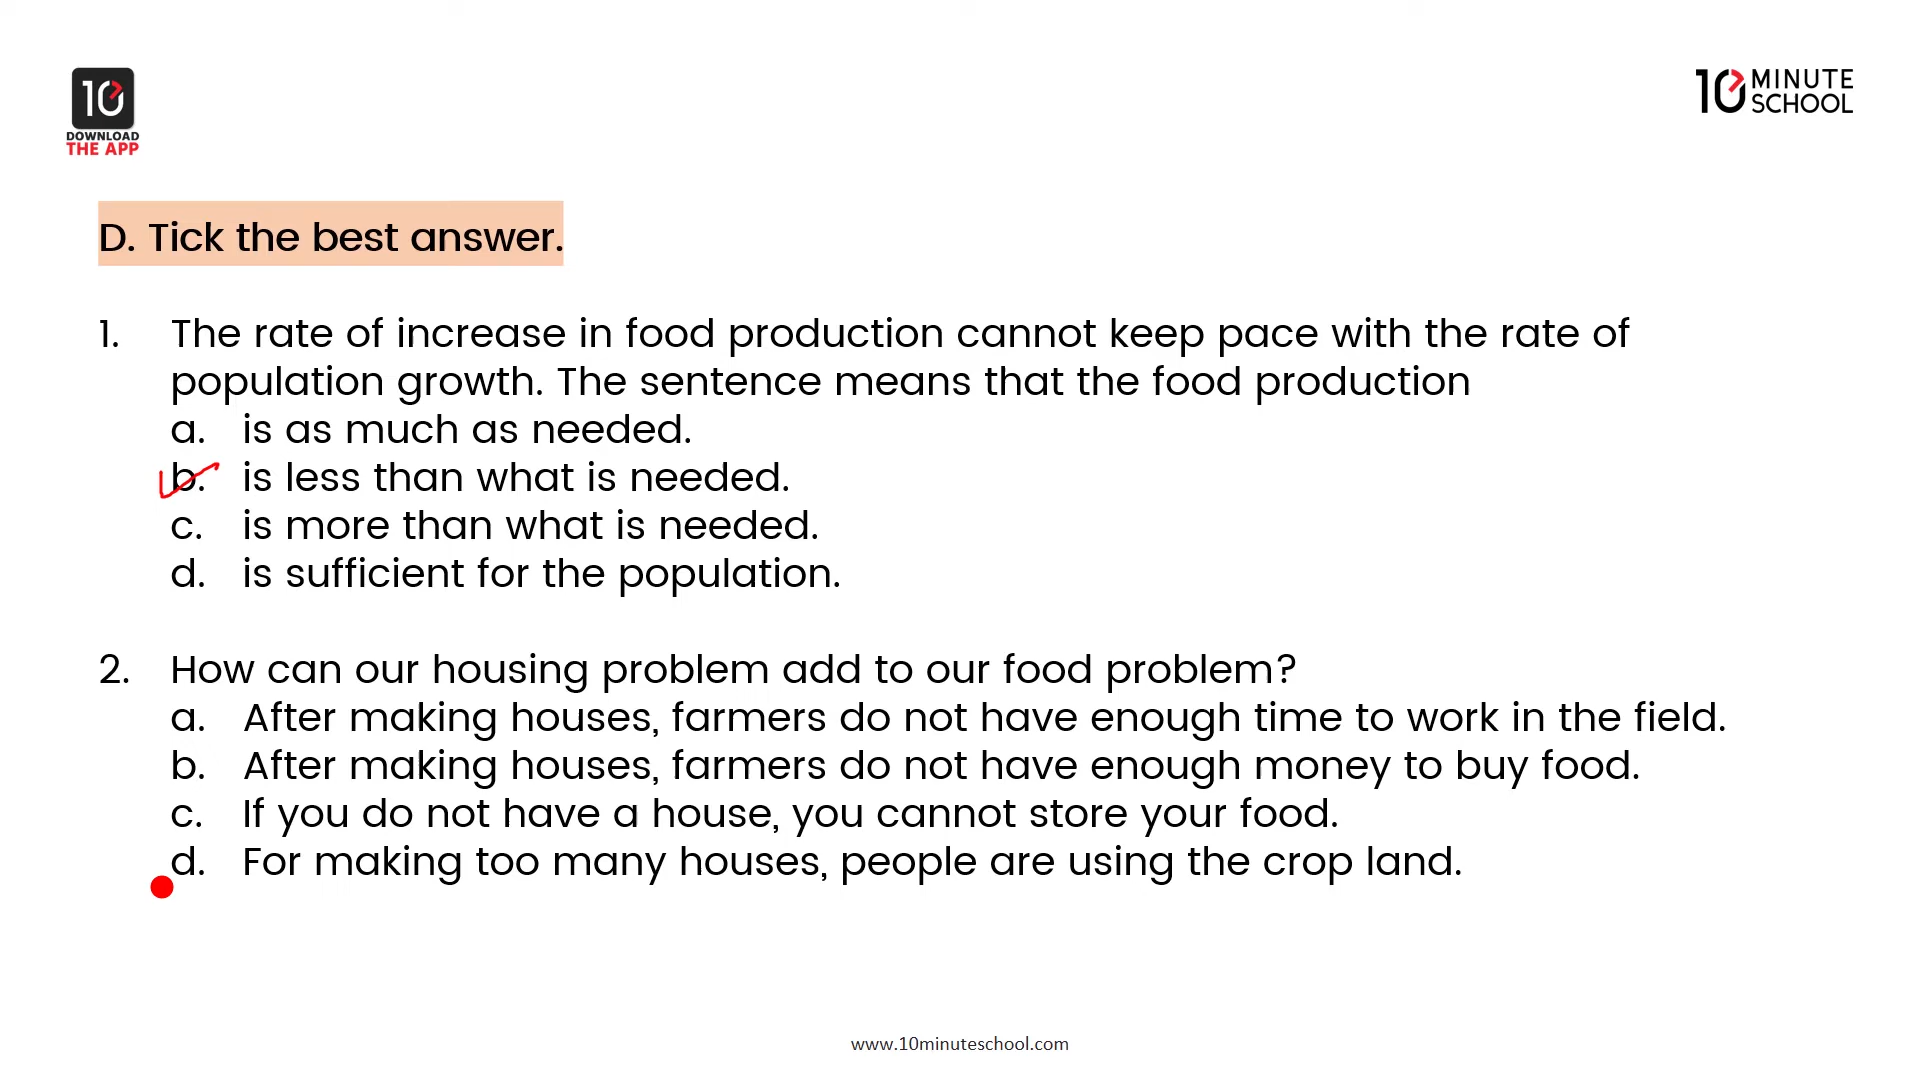 10
DOWNLOAD
THE APP
10 MINUTE
SCHOOL
D. Tick the best answer.
1. The rate of increase in food production cannot keep pace with the rate of
population growth. The sentence means that the food production
a. is as much as needed.
b. is less than what is needed.
c. is more than what is needed.
d. is sufficient for the population.
2. How can our housing problem add to our food problem?
a. After making houses, farmers do not have enough time to work in the field.
b. After making houses, farmers do not have enough money to buy food.
c. If you do not have a house, you cannot store your food.
d. For making too many houses, people are using the crop land.
www.10minuteschool.com